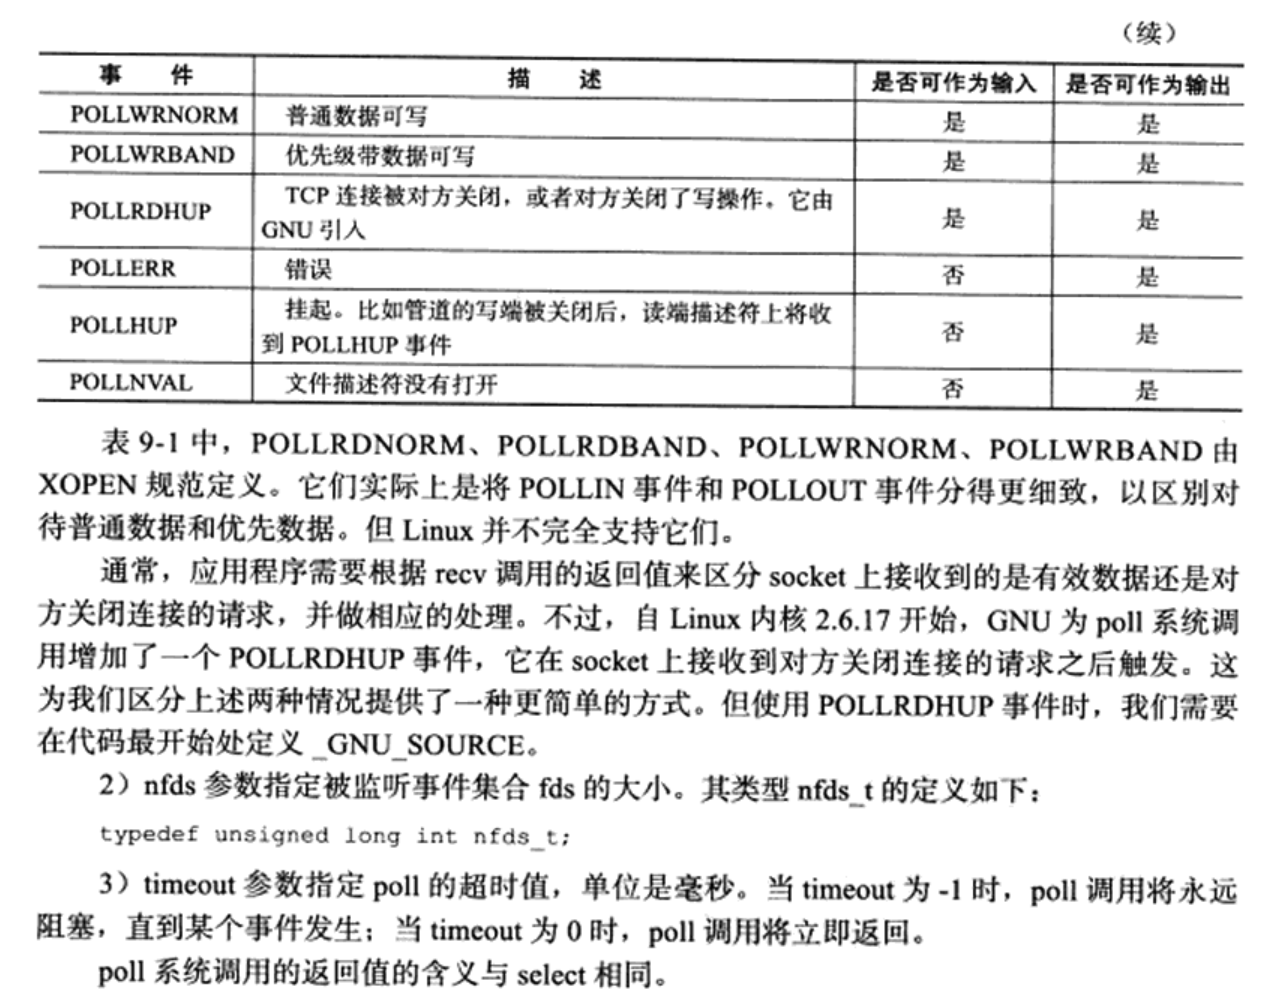 （续）
事 件 描 述 是否可作为输入 是否可作为输出
POLLWRNORM 普通数据可写 是 是
POLLWRBAND 优先级带数据可写 是 是
POLLRDHUP TCP 连接被对方关闭，或者对方关闭了写操作。它由
GNU 引入 是 是
POLLERR 错误 否 是
POLLHUP 挂起。比如管道的写端被关闭后，读端描述符上将收
到 POLLHUP 事件 否 是
POLLNVAL 文件描述符没有打开 否 是
表 9-1 中，POLLRDNORM、POLLRDBAND、POLLWRNORM、POLLWRBAND 由
XOPEN 规范定义。它们实际上是将 POLLIN 事件和 POLLOUT 事件分得更细致，以区别对
待普通数据和优先数据。但 Linux 并不完全支持它们。
通常，应用程序需要根据 recv 调用的返回值来区分 socket 上接收到的是有效数据还是对
方关闭连接的请求，并做相应的处理。不过，自 Linux 内核 2.6.17 开始，GNU 为 poll 系统调
用增加了一个 POLLRDHUP 事件，它在 socket 上接收到对方关闭连接的请求之后触发。这
为我们区分上述两种情况提供了一种更简单的方式。但使用 POLLRDHUP 事件时，我们需要
在代码最开始处定义 _GNU_SOURCE。
2）nfds 参数指定被监听事件集合 fds 的大小。其类型 nfds_t 的定义如下：
typedef unsigned long int nfds_t;
3）timeout 参数指定 poll 的超时值，单位是毫秒。当 timeout 为 -1 时，poll 调用将永远
阻塞，直到某个事件发生；当 timeout 为 0 时，poll 调用将立即返回。
poll 系统调用的返回值的含义与 select 相同。